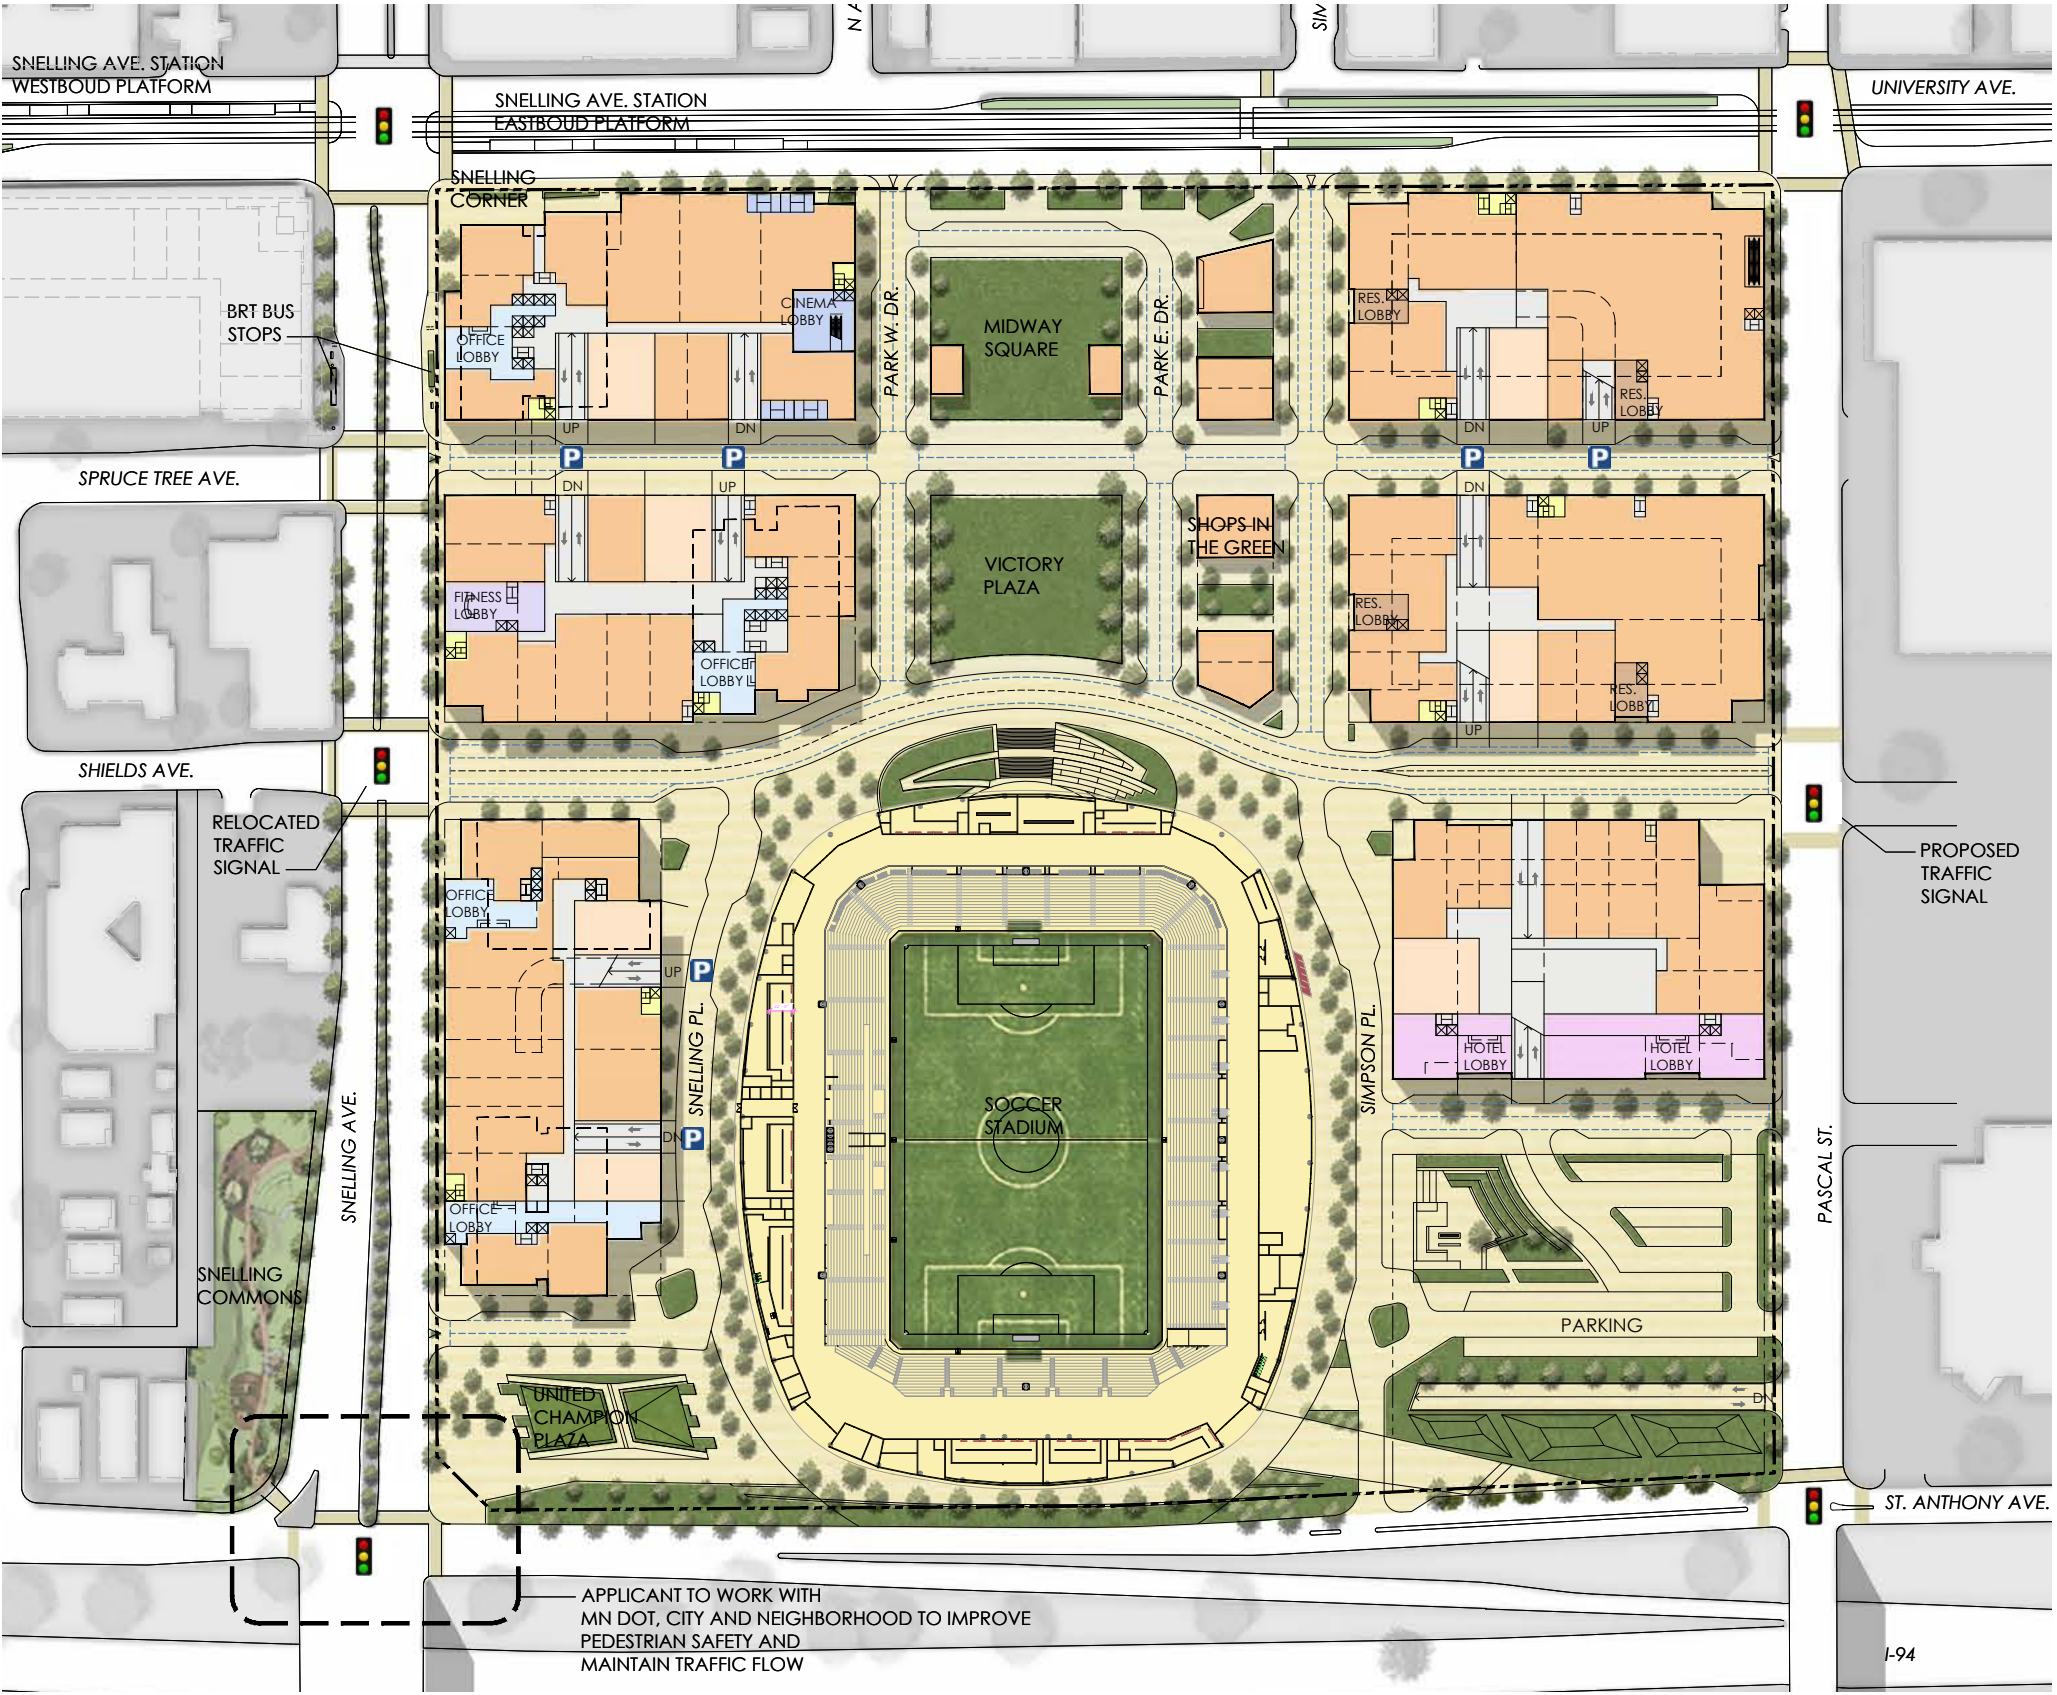 N A
SIM
SNELLING AVE. STATION
WESTBOUD PLATFORM
SNELLING AVE. STATION
EASTBOUD PLATFORM
UNIVERSITY AVE.
SNELLING
CORNER
BRT BUS
STOPS
OFFICE
LOBBY
CINEMA
LOBBY
PARK W. DR.
MIDWAY
SQUARE
PARK E. DR.
RES.
LOBBY
RES.
LOBBY
UP
DN
DN
UP
P
P
P
P
SPRUCE TREE AVE.
DN
UP
DN
SHOPS IN
THE GREEN
VICTORY
PLAZA
FITNESS
LOBBY
OFFICE
LOBBY
RES.
LOBBY
RES.
LOBBY
UP
SHIELDS AVE.
RELOCATED
TRAFFIC
SIGNAL
PROPOSED
TRAFFIC
SIGNAL
OFFICE
LOBBY
UP
P
SNELLING PL.
SIMPSON PL.
HOTEL
LOBBY
HOTEL
LOBBY
SOCCER
STADIUM
DN
P
SNELLING AVE.
PASCAL ST.
OFFICE
LOBBY
SNELLING
COMMONS
PARKING
UNITED
CHAMPION
PLAZA
DN
ST. ANTHONY AVE.
APPLICANT TO WORK WITH
MN DOT, CITY AND NEIGHBORHOOD TO IMPROVE
PEDESTRIAN SAFETY AND
MAINTAIN TRAFFIC FLOW
I-94